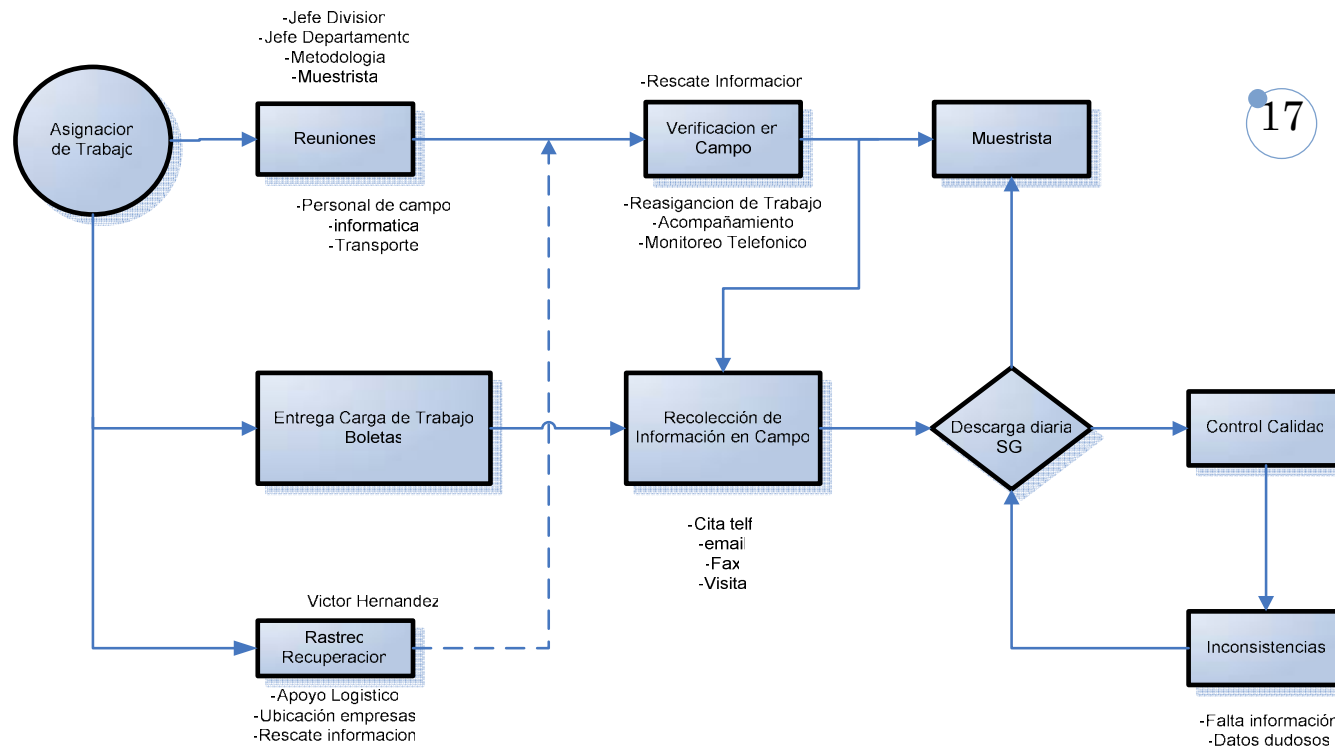 -Jefe Division
-Jefe Departamento
-Metodologia
-Muestrista
Asignacion
de Trabajo
Reuniones
-Personal de campo
-informatica
-Transporte
-Rescate Informacion
Verificacion en
Campo
-Reasigancion de Trabajo
-Acompañamiento
-Monitoreo Telefonico
Muestrista
17
Entrega Carga de Trabajo
Boletas
Recolección de
Información en Campo
-Cita telf
-email
-Fax
-Visita
Descarga diaria
SG
Control Calidad
Victor Hernandez
Rastreo
Recuperacion
-Apoyo Logistico
-Ubicación empresas
-Rescate informacion
Inconsistencias
-Falta información
-Datos dudosos